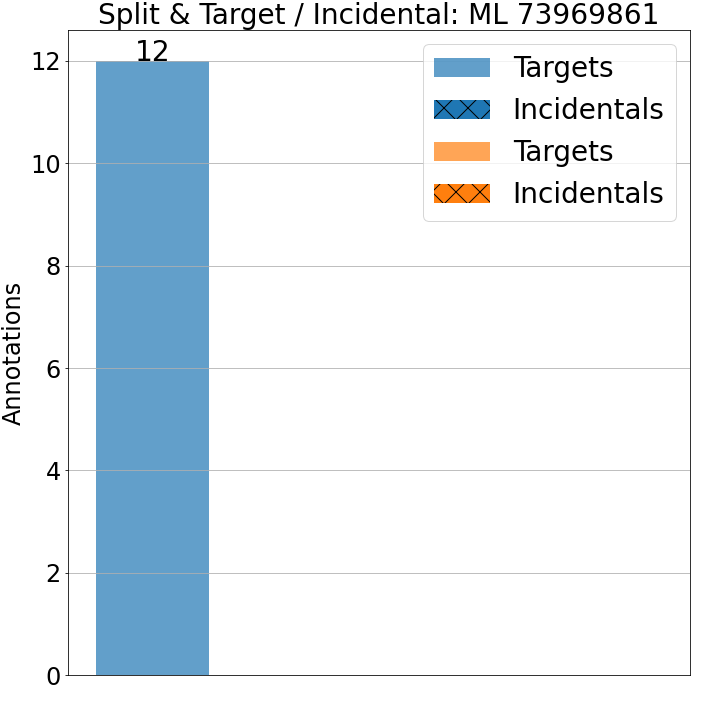 Split & Target / Incidental: ML 73969861
12
12
10
8
6
4
2
0
Annotations
Targets
Incidentals
Targets
Incidentals